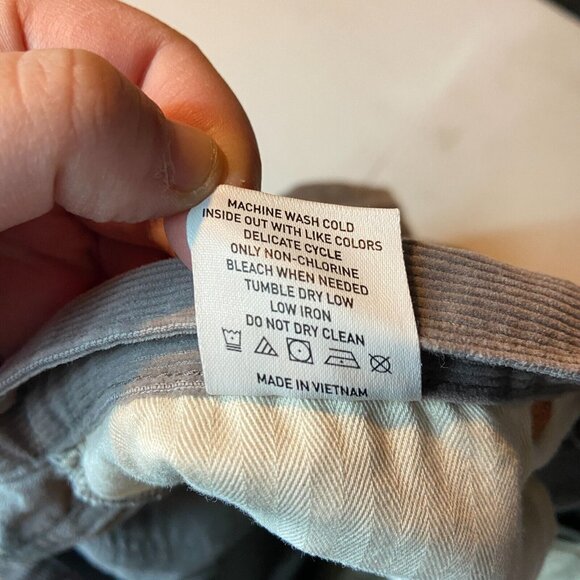 MACHINE WASH COLD
INSIDE OUT WITH LIKE COLORS
DELICATE CYCLE
ONLY NON-CHLORINE
BLEACH WHEN NEEDED
TUMBLE DRY LOW
LOW IRON
DO NOT DRY CLEAN
MADE IN VIETNAM